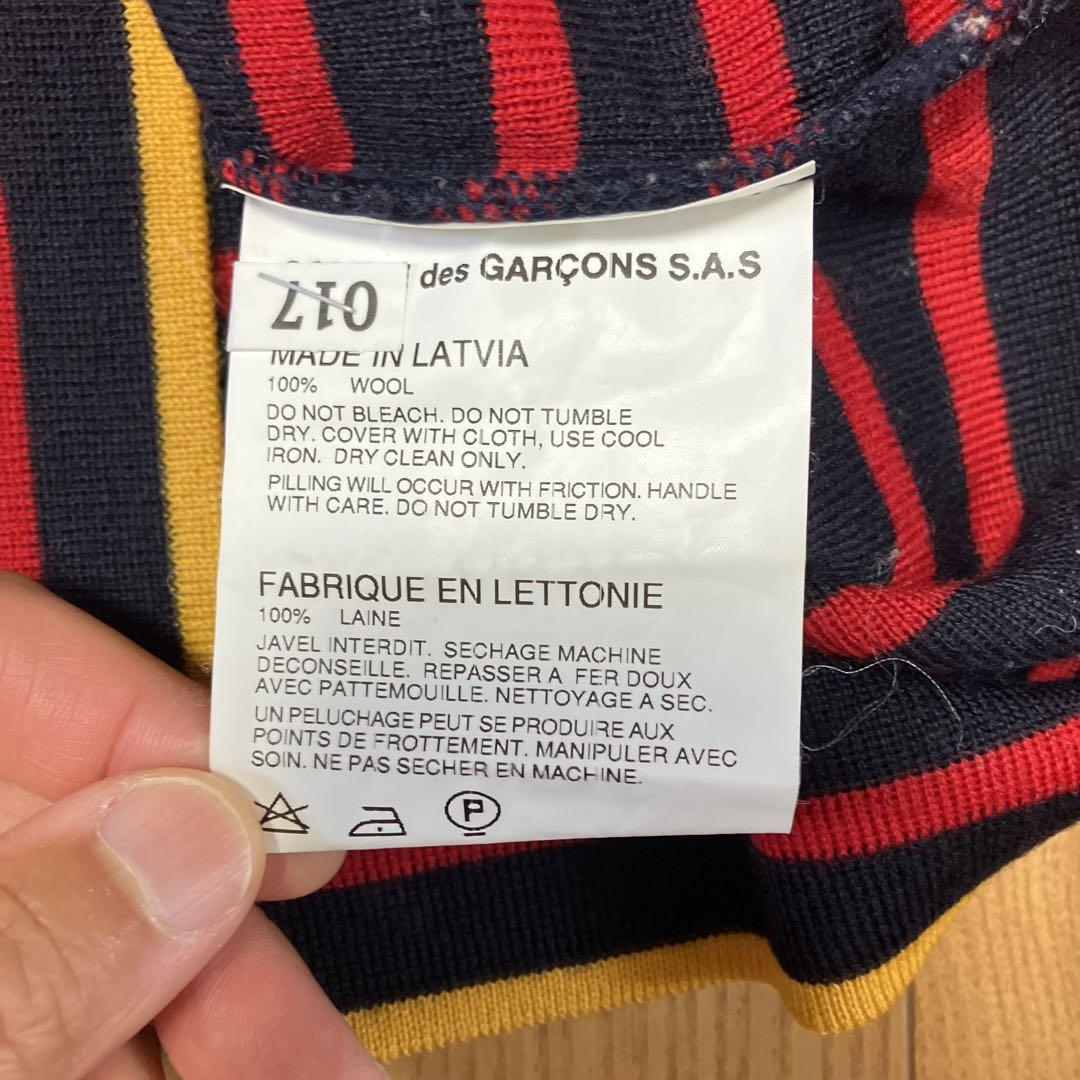 des GARÇONS S.A.S
017
MADE IN LATVIA
100% WOOL
DO NOT BLEACH. DO NOT TUMBLE
DRY. COVER WITH CLOTH, USE COOL
IRON. DRY CLEAN ONLY.
PILLING WILL OCCUR WITH FRICTION. HANDLE
WITH CARE. DO NOT TUMBLE DRY.
FABRIQUE EN LETTONIE
100% LAINE
JAVEL INTERDIT. SECHAGE MACHINE
DECONSEILLE. REPASSER A FER DOUX
AVEC PATTEMOUILLE. NETTOYAGE A SEC.
UN PELUCHAGE PEUT SE PRODUIRE AUX
POINTS DE FROTTEMENT. MANIPULER AVEC
SOIN. NE PAS SECHER EN MACHINE.
P